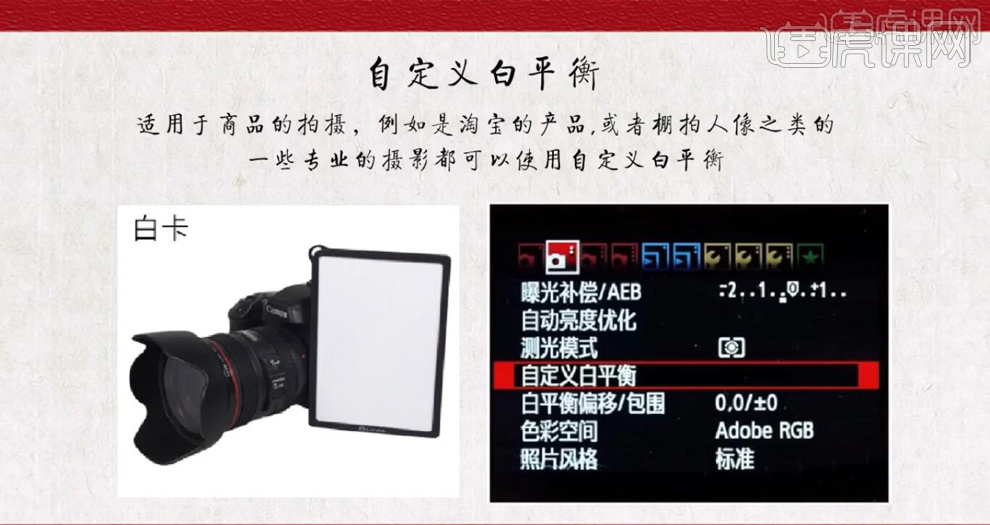 虎课网
自定义白平衡
适用于商品的拍摄，例如是淘宝的产品,或者棚拍人像之类的
一些专业的摄影都可以使用自定义白平衡
白卡
Canon
曝光补偿/AEB -2..1..0..+1..
自动亮度优化
测光模式
自定义白平衡
白平衡偏移/包围 0,0/±0
色彩空间 Adobe RGB
照片风格 标准